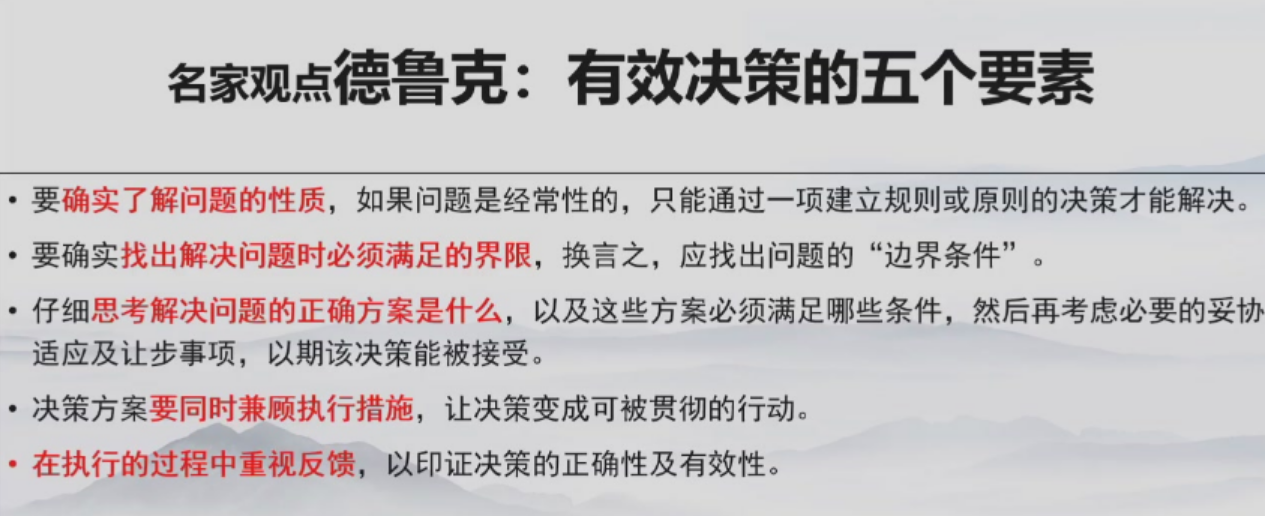 名家观点德鲁克：有效决策的五个要素
• 要确实了解问题的性质，如果问题是经常性的，只能通过一项建立规则或原则的决策才能解决。
• 要确实找出解决问题时必须满足的界限，换言之，应找出问题的“边界条件”。
• 仔细思考解决问题的正确方案是什么，以及这些方案必须满足哪些条件，然后再考虑必要的妥协
适应及让步事项，以期该决策能被接受。
• 决策方案要同时兼顾执行措施，让决策变成可被贯彻的行动。
• 在执行的过程中重视反馈，以印证决策的正确性及有效性。